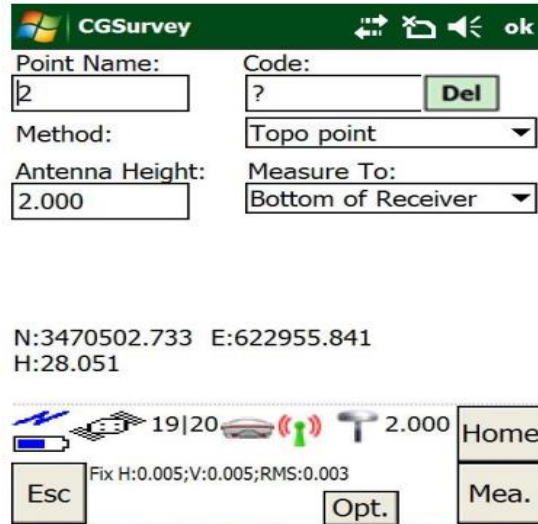 CGSurvey ok
Point Name: Code:
2 ? Del
Method: Topo point
Antenna Height: Measure To:
2.000 Bottom of Receiver
N:3470502.733 E:622955.841
H:28.051
19|20 2.000 Home
Fix H:0.005;V:0.005;RMS:0.003
Esc Opt. Mea.